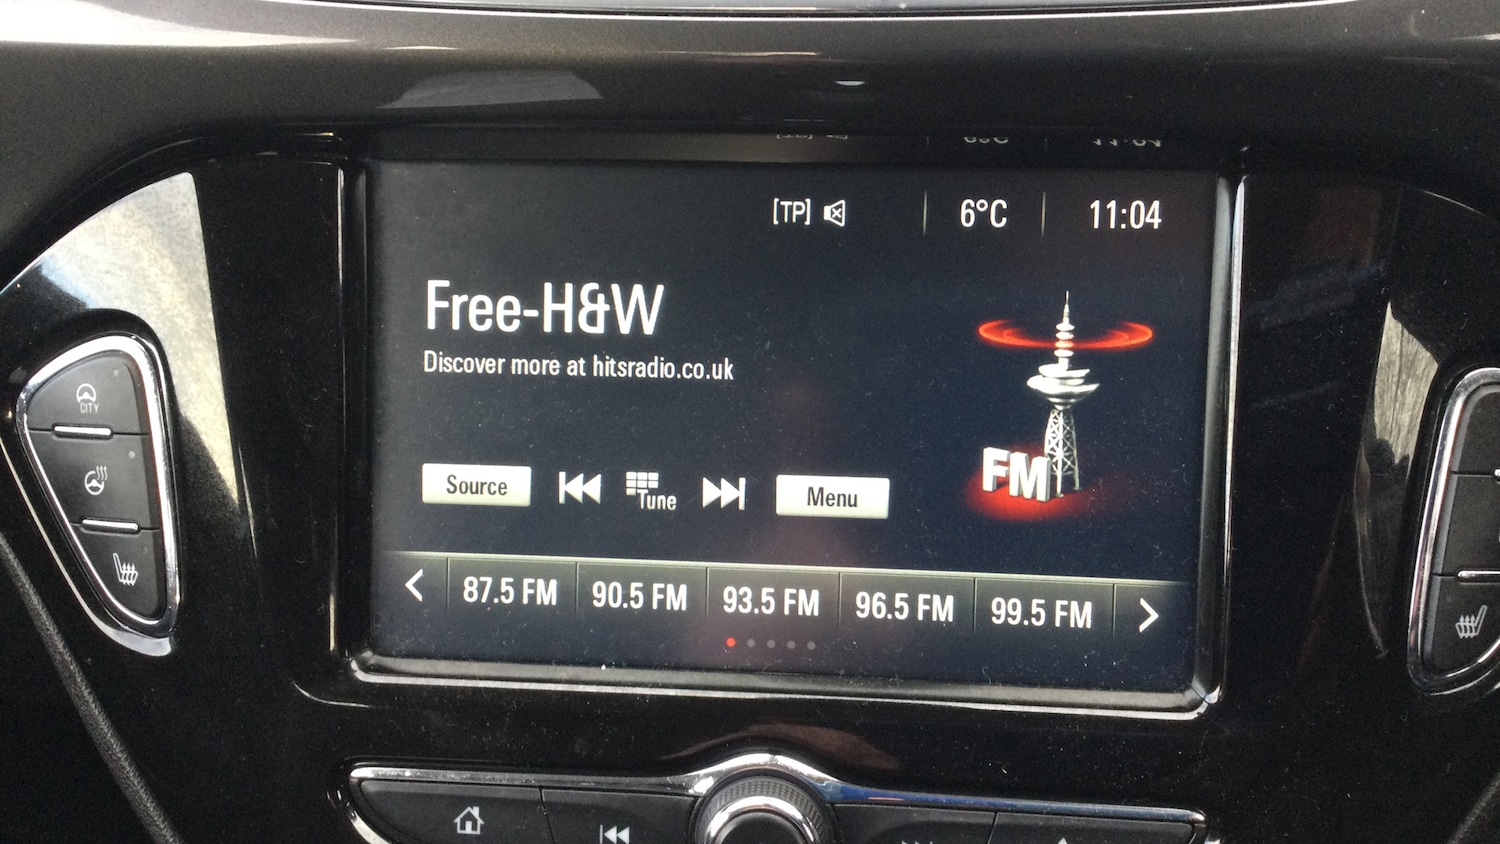 [TP] 6°C 11:04
Free-H&W
Discover more at hitsradio.co.uk
FM
Source Tune Menu
87.5 FM 90.5 FM 93.5 FM 96.5 FM 99.5 FM
CITY